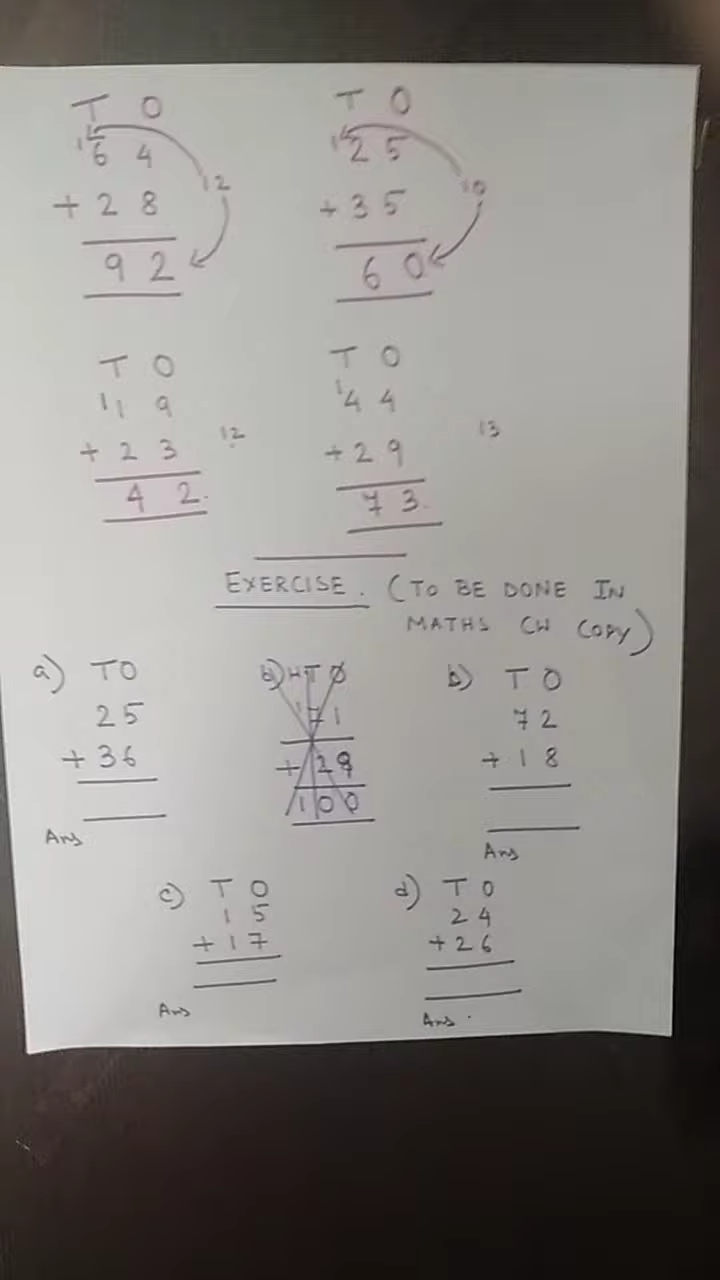 T O
1
6 4
12
+ 2 8
9 2
T O
1
2 5
10
+ 3 5
6 0
T O
1
1 9
+ 2 3
12
4 2.
T O
1
4 4
+ 2 9
13
7 3.
EXERCISE. (TO BE DONE IN
MATHS CW COPY)
a) T O
2 5
+ 3 6
Ans
b) H T O
1 7 1
+ 2 9
1 0 0
b) T O
7 2
+ 1 8
Ans
c) T O
1 5
+ 1 7
Ans
d) T O
2 4
+ 2 6
Ans.